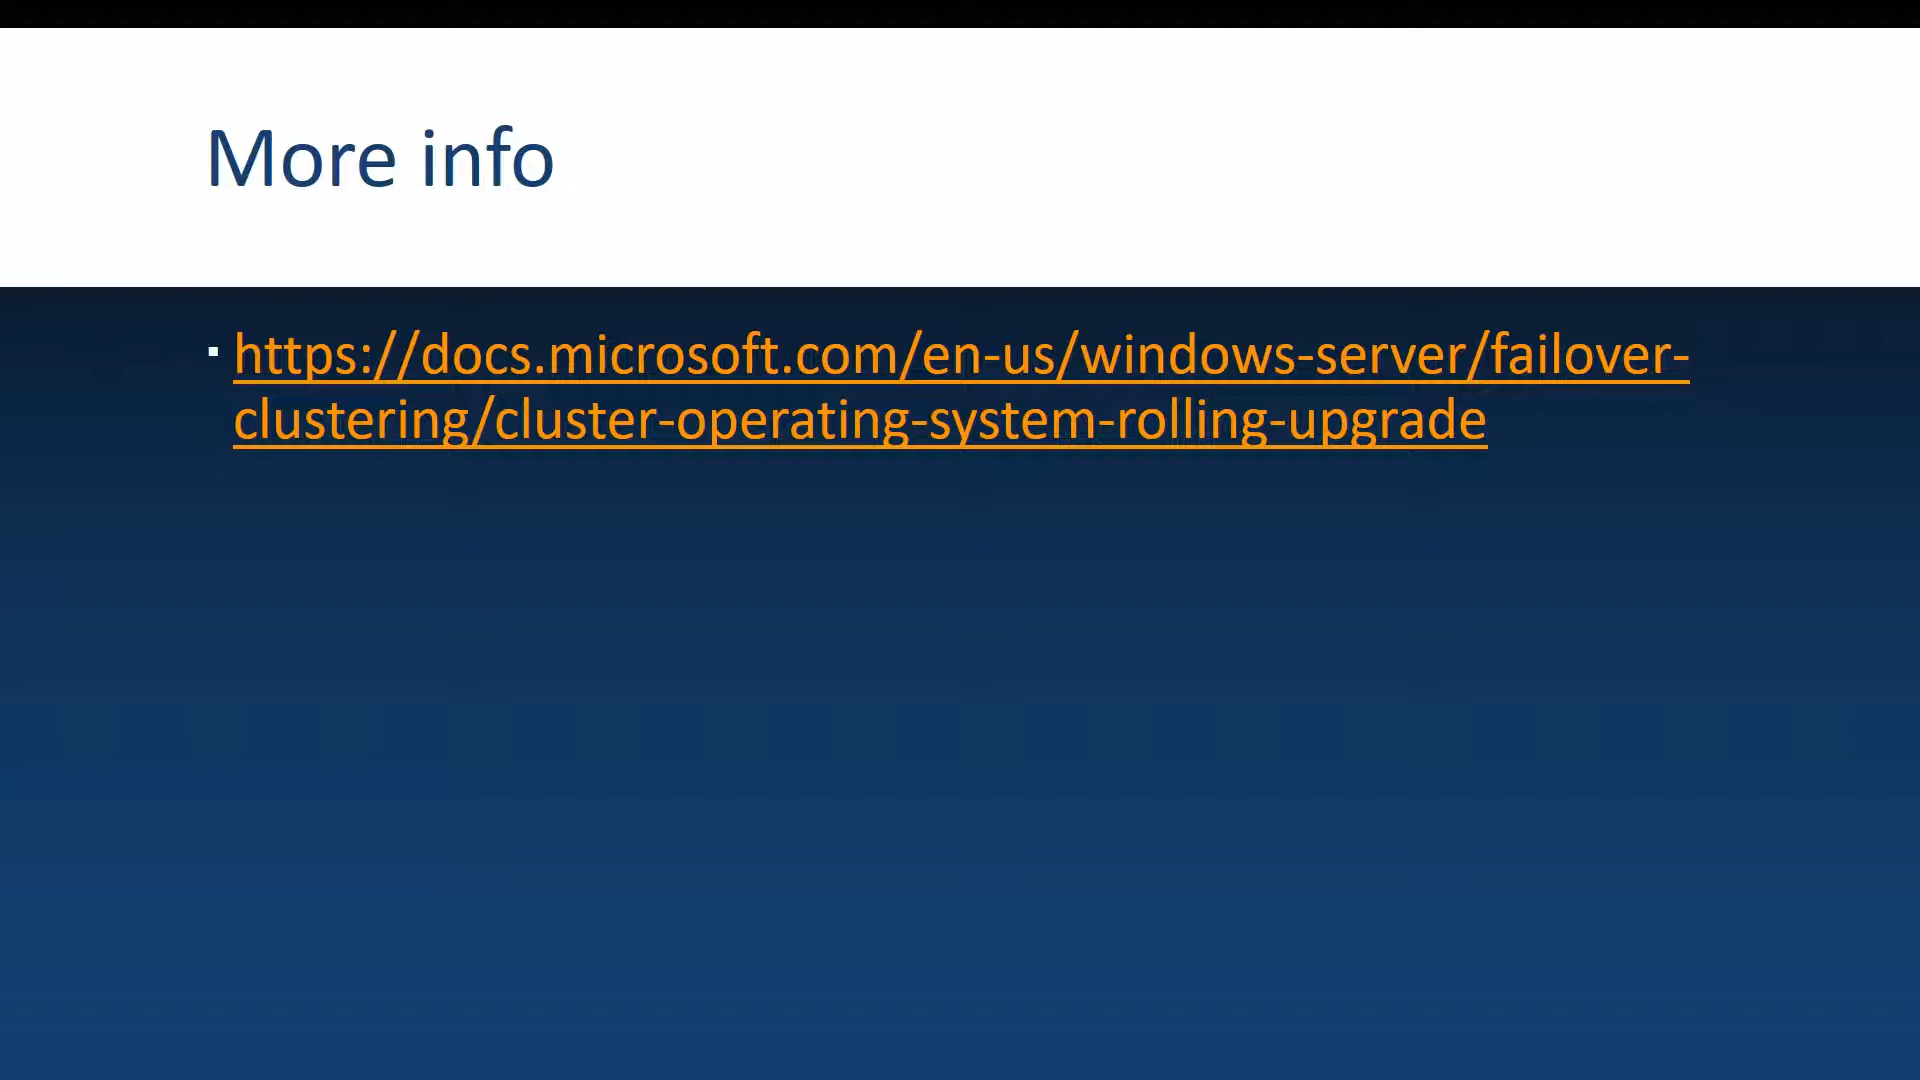 More info
▪ https://docs.microsoft.com/en-us/windows-server/failover-
clustering/cluster-operating-system-rolling-upgrade